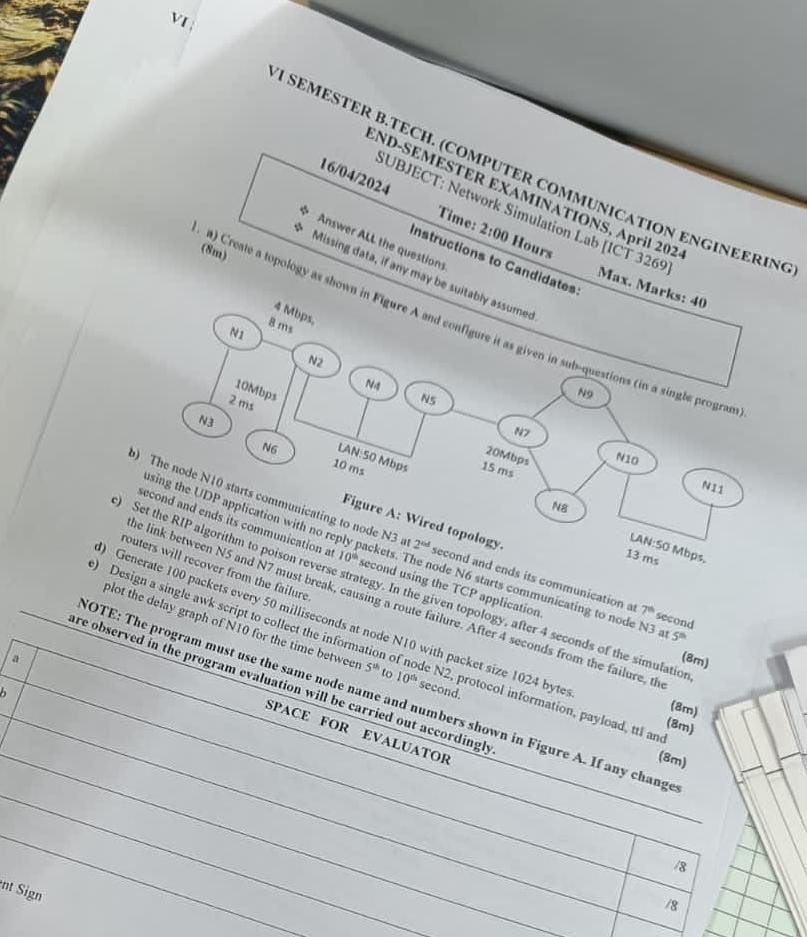 VI
VI SEMESTER B.TECH. (COMPUTER COMMUNICATION ENGINEERING)
END-SEMESTER EXAMINATIONS, April 2024
SUBJECT: Network Simulation Lab [ICT 3269]
16/04/2024
Time: 2:00 Hours
Max. Marks: 40
Instructions to Candidates:
❖ Answer ALL the questions.
❖ Missing data, if any may be suitably assumed.
1. a) Create a topology as shown in Figure A and configure it as given in sub-questions (in a single program).
(8m)
4 Mbps,
8 ms
N1
N2
N4
N5
N9
10Mbps
2 ms
N3
N6
LAN:50 Mbps
10 ms
N7
20Mbps
15 ms
N10
N11
N8
LAN:50 Mbps,
13 ms
Figure A: Wired topology.
b) The node N10 starts communicating to node N3 at 2nd second and ends its communication at 7th second
using the UDP application with no reply packets. The node N6 starts communicating to node N3 at 5th
second and ends its communication at 10th second using the TCP application.
(8m)
c) Set the RIP algorithm to poison reverse strategy. In the given topology, after 4 seconds of the simulation,
the link between N5 and N7 must break, causing a route failure. After 4 seconds from the failure, the
routers will recover from the failure.
(8m)
d) Generate 100 packets every 50 milliseconds at node N10 with packet size 1024 bytes.
(8m)
e) Design a single awk script to collect the information of node N2, protocol information, payload, ttl and
plot the delay graph of N10 for the time between 5th to 10th second.
(8m)
NOTE: The program must use the same node name and numbers shown in Figure A. If any changes
are observed in the program evaluation will be carried out accordingly.
SPACE FOR EVALUATOR
a
/8
b
/8
ent Sign